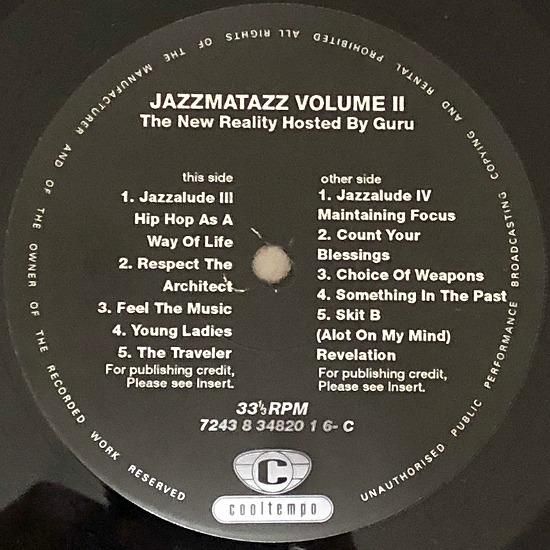 JAZZMATAZZ VOLUME II
The New Reality Hosted By Guru
this side
1. Jazzalude III
Hip Hop As A
Way Of Life
2. Respect The
Architect
3. Feel The Music
4. Young Ladies
5. The Traveler
For publishing credit,
Please see Insert.
other side
1. Jazzalude IV
Maintaining Focus
2. Count Your
Blessings
3. Choice Of Weapons
4. Something In The Past
5. Skit B
(Alot On My Mind)
Revelation
For publishing credit,
Please see Insert.
33⅓RPM
7243 8 34820 1 6- C
C
cooltempo
ALL RIGHTS OF THE MANUFACTURER AND OF THE OWNER OF THE RECORDED WORK RESERVED
UNAUTHORISED PUBLIC PERFORMANCE BROADCASTING COPYING AND RENTAL PROHIBITED